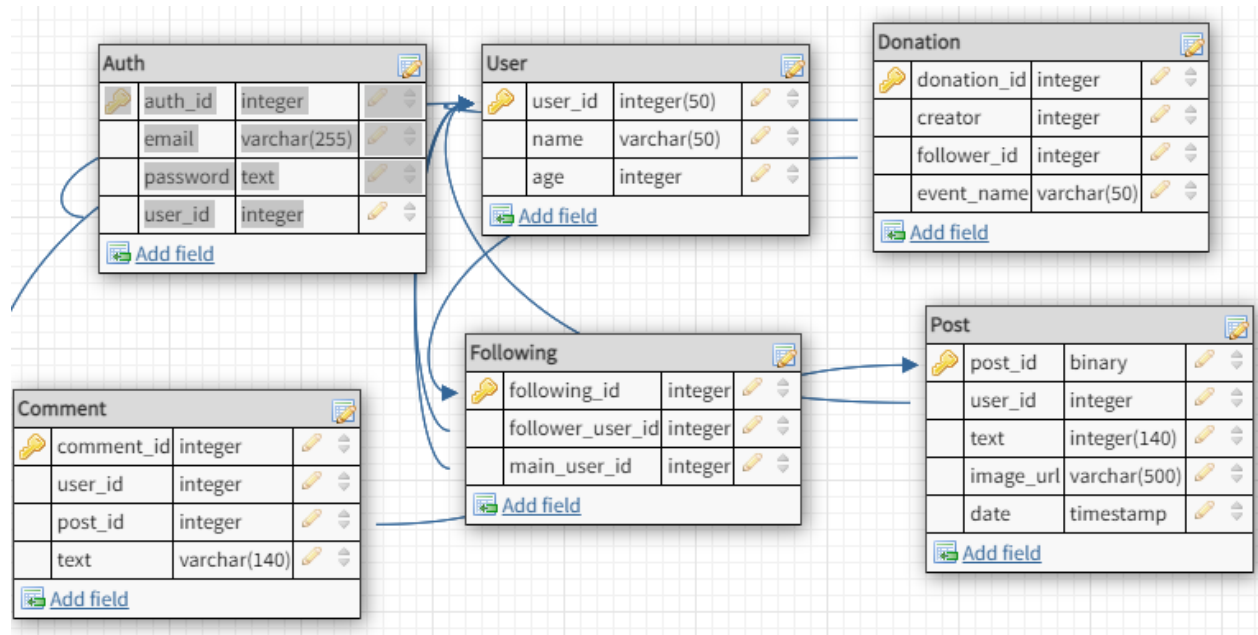 Auth
auth_id integer
email varchar(255)
password text
user_id integer
Add field
User
user_id integer(50)
name varchar(50)
age integer
Add field
Donation
donation_id integer
creator integer
follower_id integer
event_name varchar(50)
Add field
Following
following_id integer
follower_user_id integer
main_user_id integer
Add field
Post
post_id binary
user_id integer
text integer(140)
image_url varchar(500)
date timestamp
Add field
Comment
comment_id integer
user_id integer
post_id integer
text varchar(140)
Add field